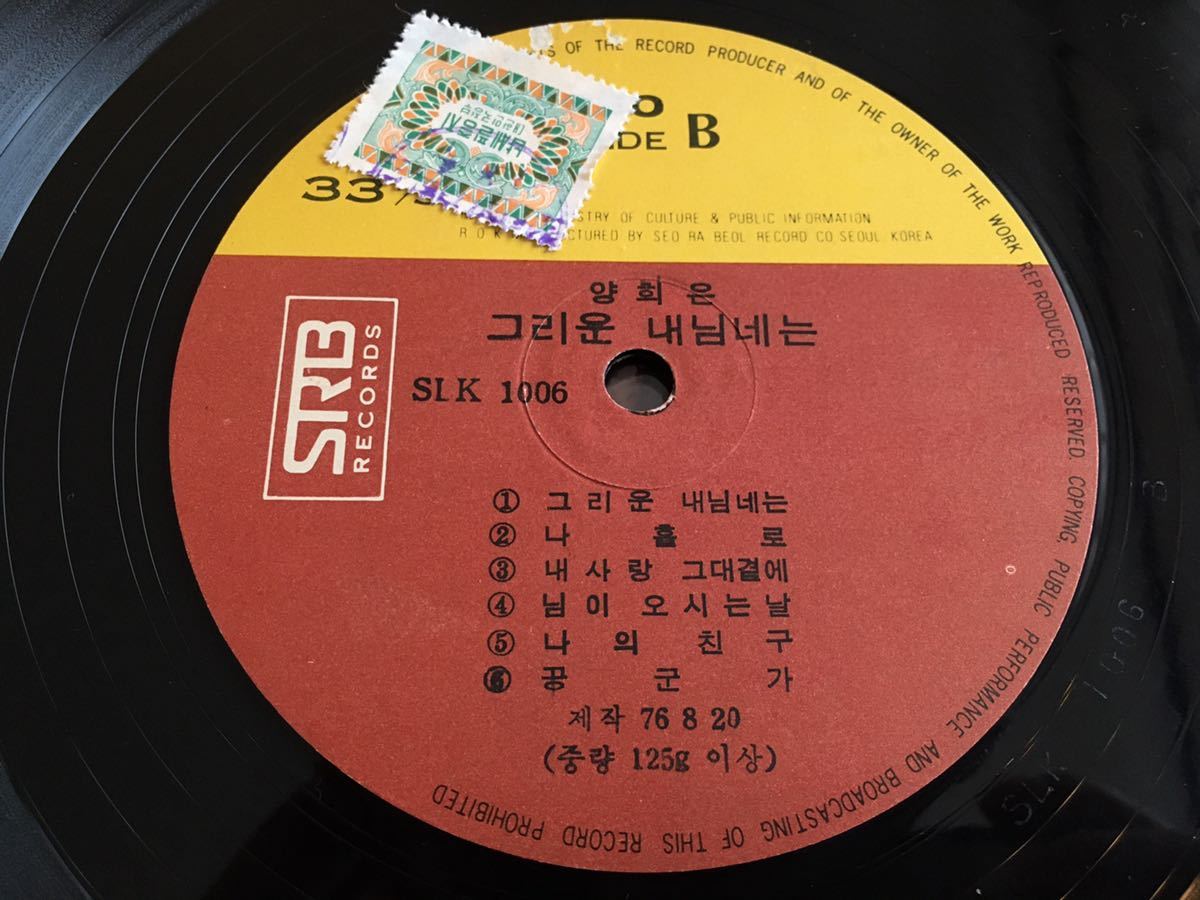 OF THE RECORD PRODUCER AND OF THE OWNER OF THE WORK REPRODUCED RESERVED. COPYING, PUBLIC PERFORMANCE AND BROADCASTING OF THIS RECORD PROHIBITED
B
33
OF CULTURE & PUBLIC INFORMATION
R O K
BY SEO RA BEOL RECORD CO. SEOUL KOREA
양 희 은
그리운 내님네는
SRB
RECORDS
SLK 1006
① 그 리 운 내님네는
② 나 홀 로
③ 내 사 랑 그대곁에
④ 님 이 오 시 는 날
⑤ 나 의 친 구
⑥ 공 군 가
제작 76 8 20
(중량 125g 이상)
SLK 1006 B